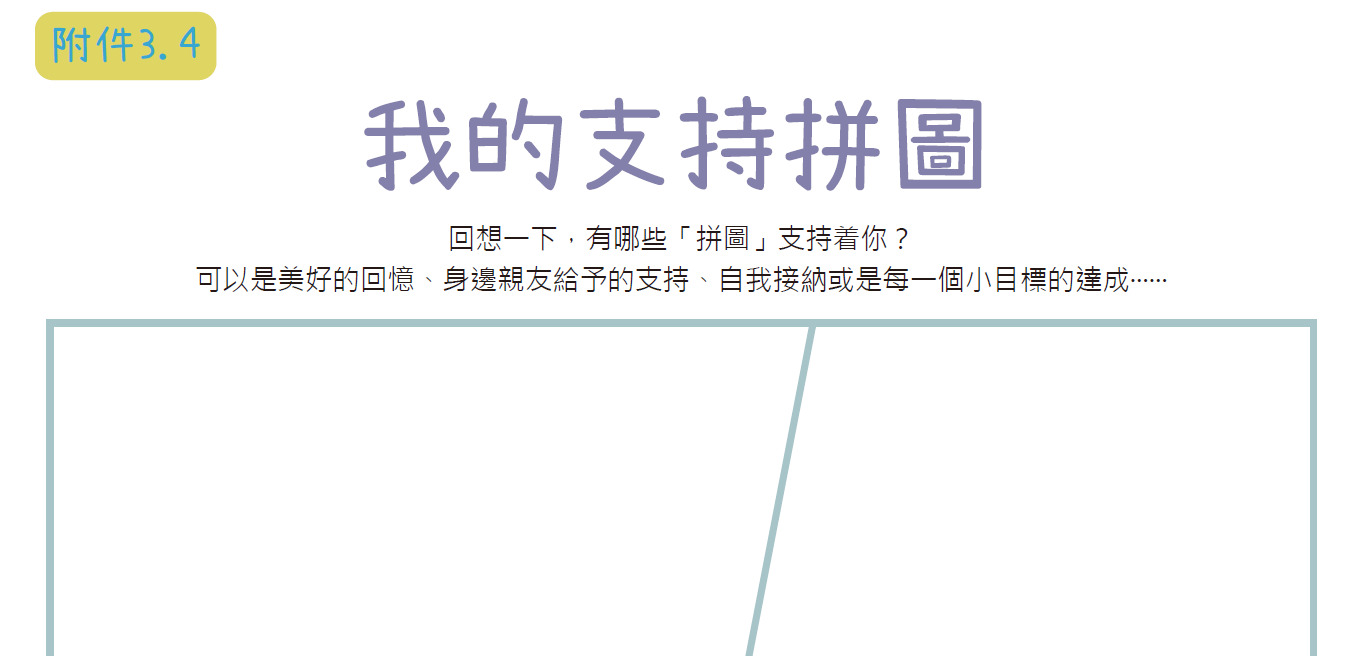 附件3.4
我的支持拼圖
回想一下，有哪些「拼圖」支持着你？
可以是美好的回憶、身邊親友給予的支持、自我接納或是每一個小目標的達成⋯⋯